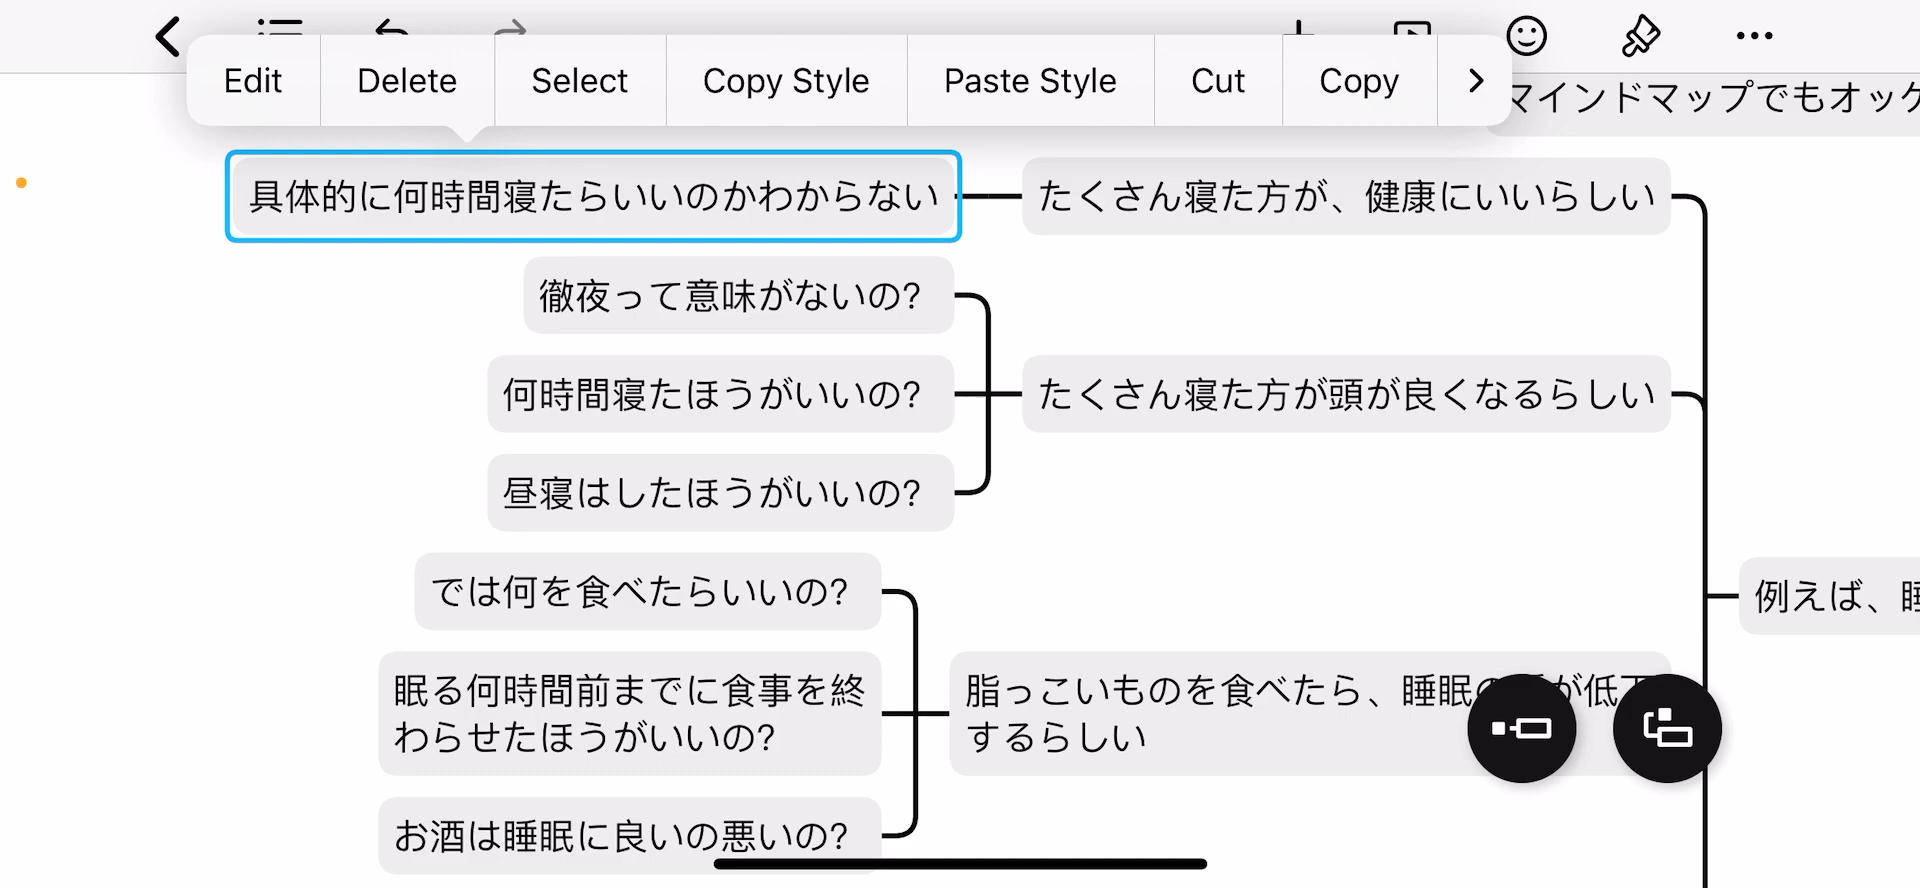 Edit Delete Select Copy Style Paste Style Cut Copy
マインドマップでもオッケ
具体的に何時間寝たらいいのかわからない
たくさん寝た方が、健康にいいらしい
徹夜って意味がないの?
何時間寝たほうがいいの?
たくさん寝た方が頭が良くなるらしい
昼寝はしたほうがいいの?
では何を食べたらいいの?
例えば、睡
眠る何時間前までに食事を終
わらせたほうがいいの?
脂っこいものを食べたら、睡眠の が低下
するらしい
お酒は睡眠に良いの悪いの?